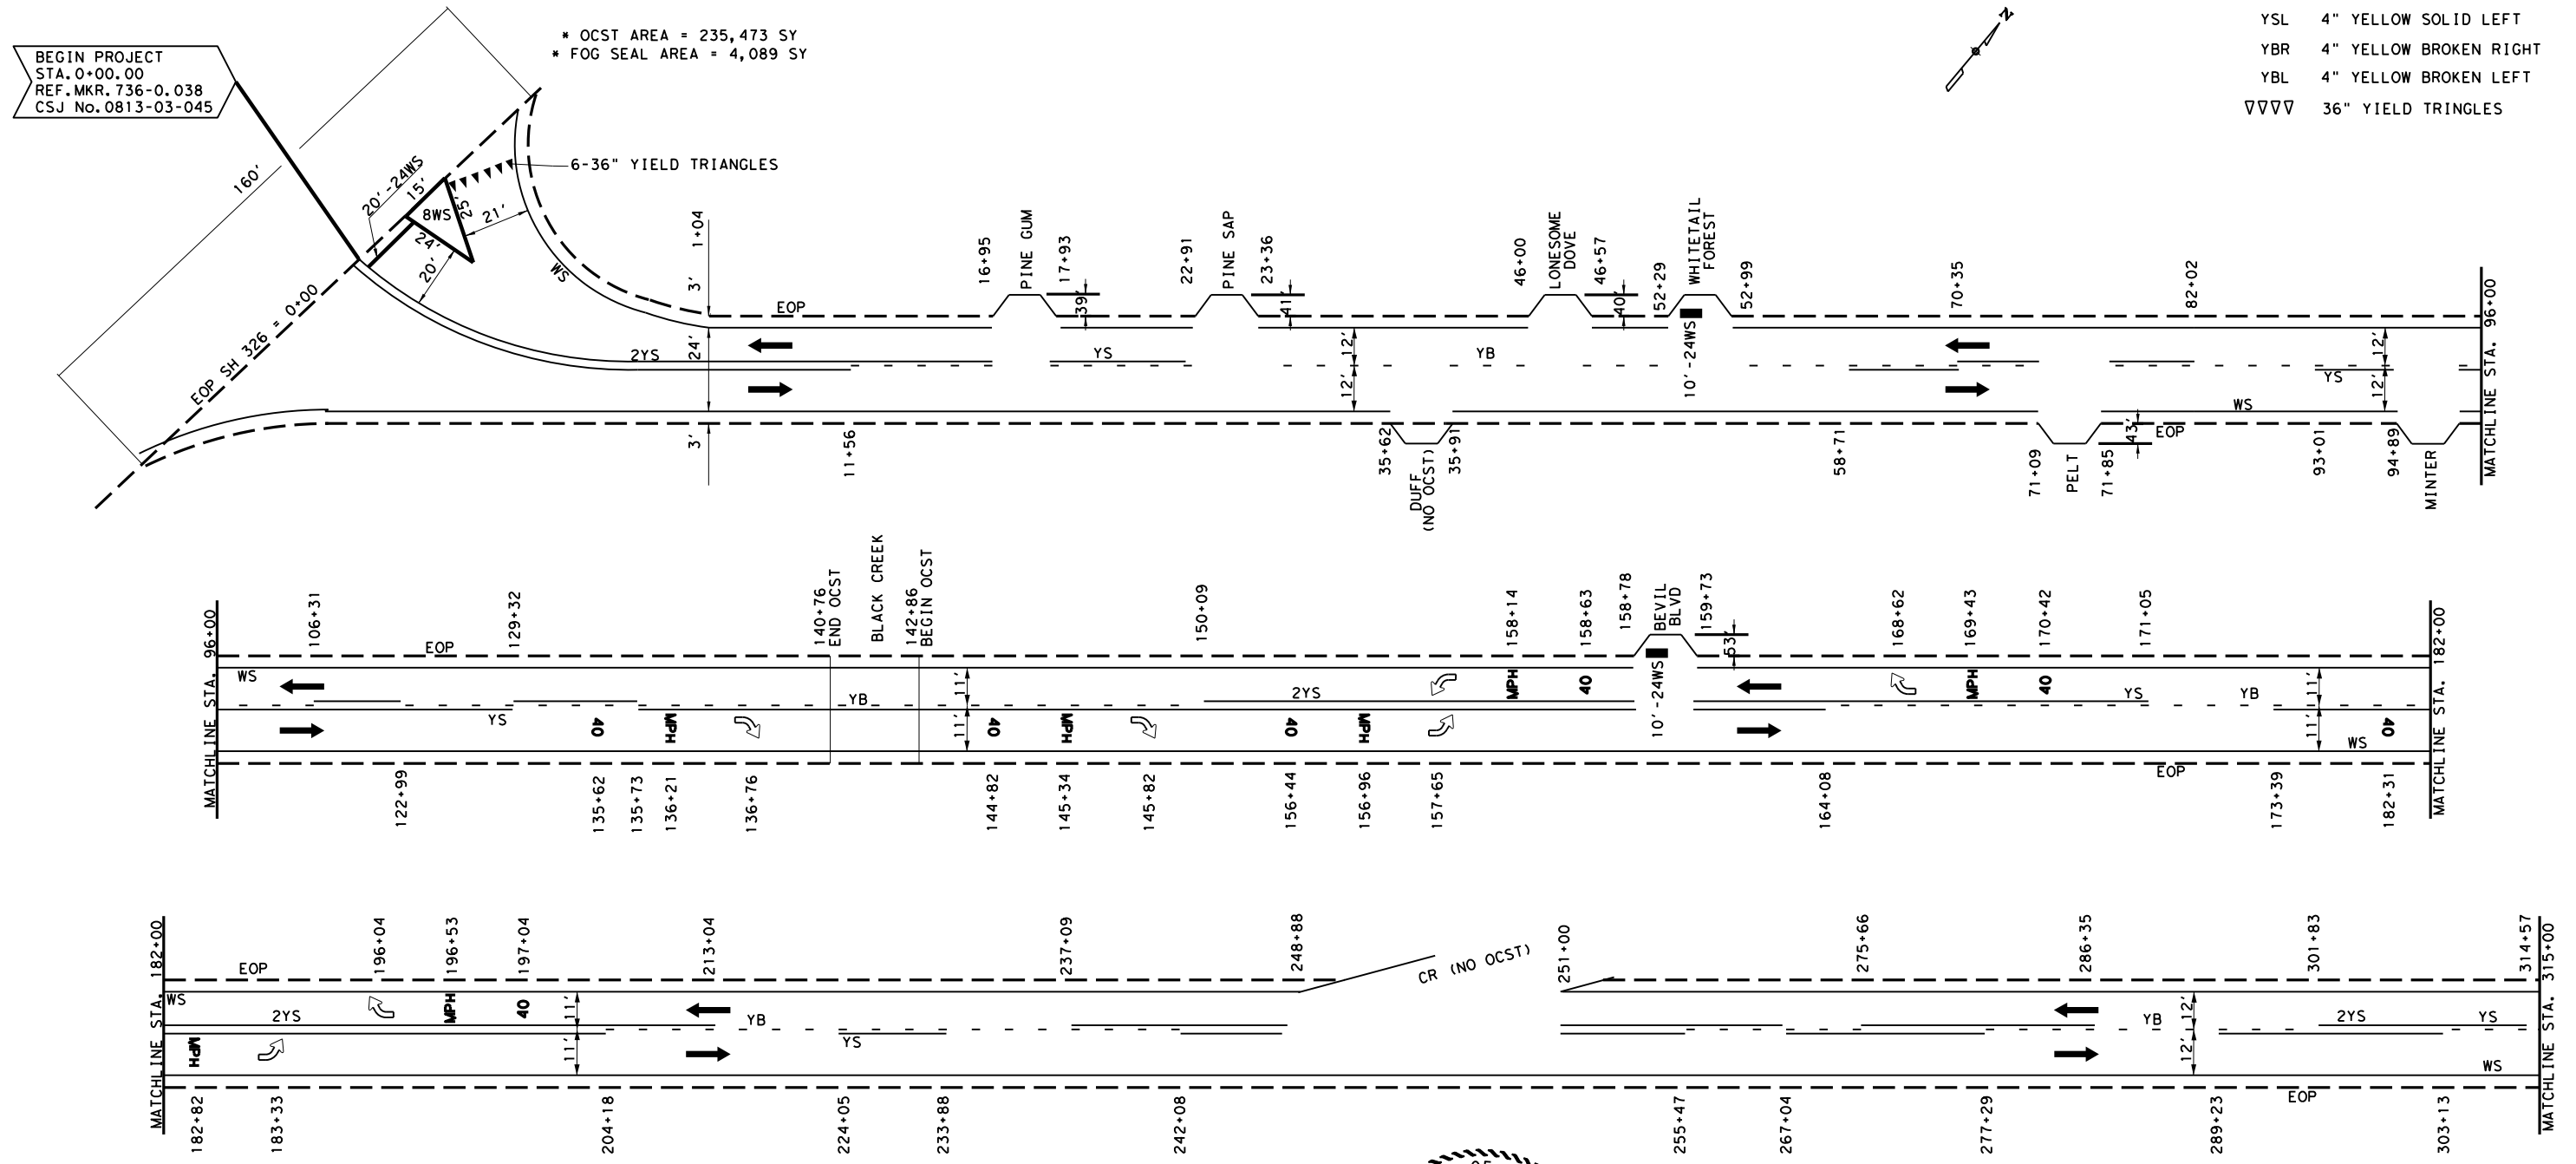 BEGIN PROJECT
STA.0+00.00
REF.MKR.736-0.038
CSJ No.0813-03-045
* OCST AREA = 235,473 SY
* FOG SEAL AREA = 4,089 SY
N
YSL 4" YELLOW SOLID LEFT
YBR 4" YELLOW BROKEN RIGHT
YBL 4" YELLOW BROKEN LEFT
36" YIELD TRINGLES
160'
20'-24WS
15'
8WS
25'
21'
24'
20'
6-36" YIELD TRIANGLES
EOP SH 326 = 0+00
WS
2YS
1+04
3'
24'
3'
EOP
11+56
16+95
PINE GUM
17+93
39'
YS
22+91
PINE SAP
23+36
41'
12'
12'
35+62
DUFF
(NO OCST)
35+91
YB
46+00
LONESOME
DOVE
46+57
40'
52+29
WHITETAIL
FOREST
52+99
10'-24WS
58+71
70+35
71+09
PELT
71+85
43'
EOP
82+02
WS
YS
93+01
12'
12'
94+89
MINTER
MATCHLINE STA. 96+00
MATCHLINE STA. 96+00
WS
106+31
EOP
122+99
YS
129+32
40
135+62
135+73
MPH
136+21
136+76
140+76
END OCST
BLACK CREEK
142+86
BEGIN OCST
YB
11'
11'
40
144+82
MPH
145+34
145+82
150+09
2YS
40
156+44
MPH
156+96
157+65
158+14
MPH
158+63
40
158+78
BEVIL
BLVD
159+73
53'
10'-24WS
164+08
168+62
169+43
MPH
170+42
40
171+05
YS
EOP
YB
173+39
11'
11'
WS
40
182+31
MATCHLINE STA. 182+00
MATCHLINE STA. 182+00
WS
EOP
2YS
MPH
182+82
183+33
196+04
196+53
MPH
197+04
40
11'
11'
204+18
213+04
YB
YS
224+05
233+88
237+09
242+08
248+88
CR (NO OCST)
251+00
255+47
267+04
275+66
277+29
286+35
YB
12'
12'
289+23
EOP
301+83
2YS
303+13
YS
WS
314+57
MATCHLINE STA. 315+00